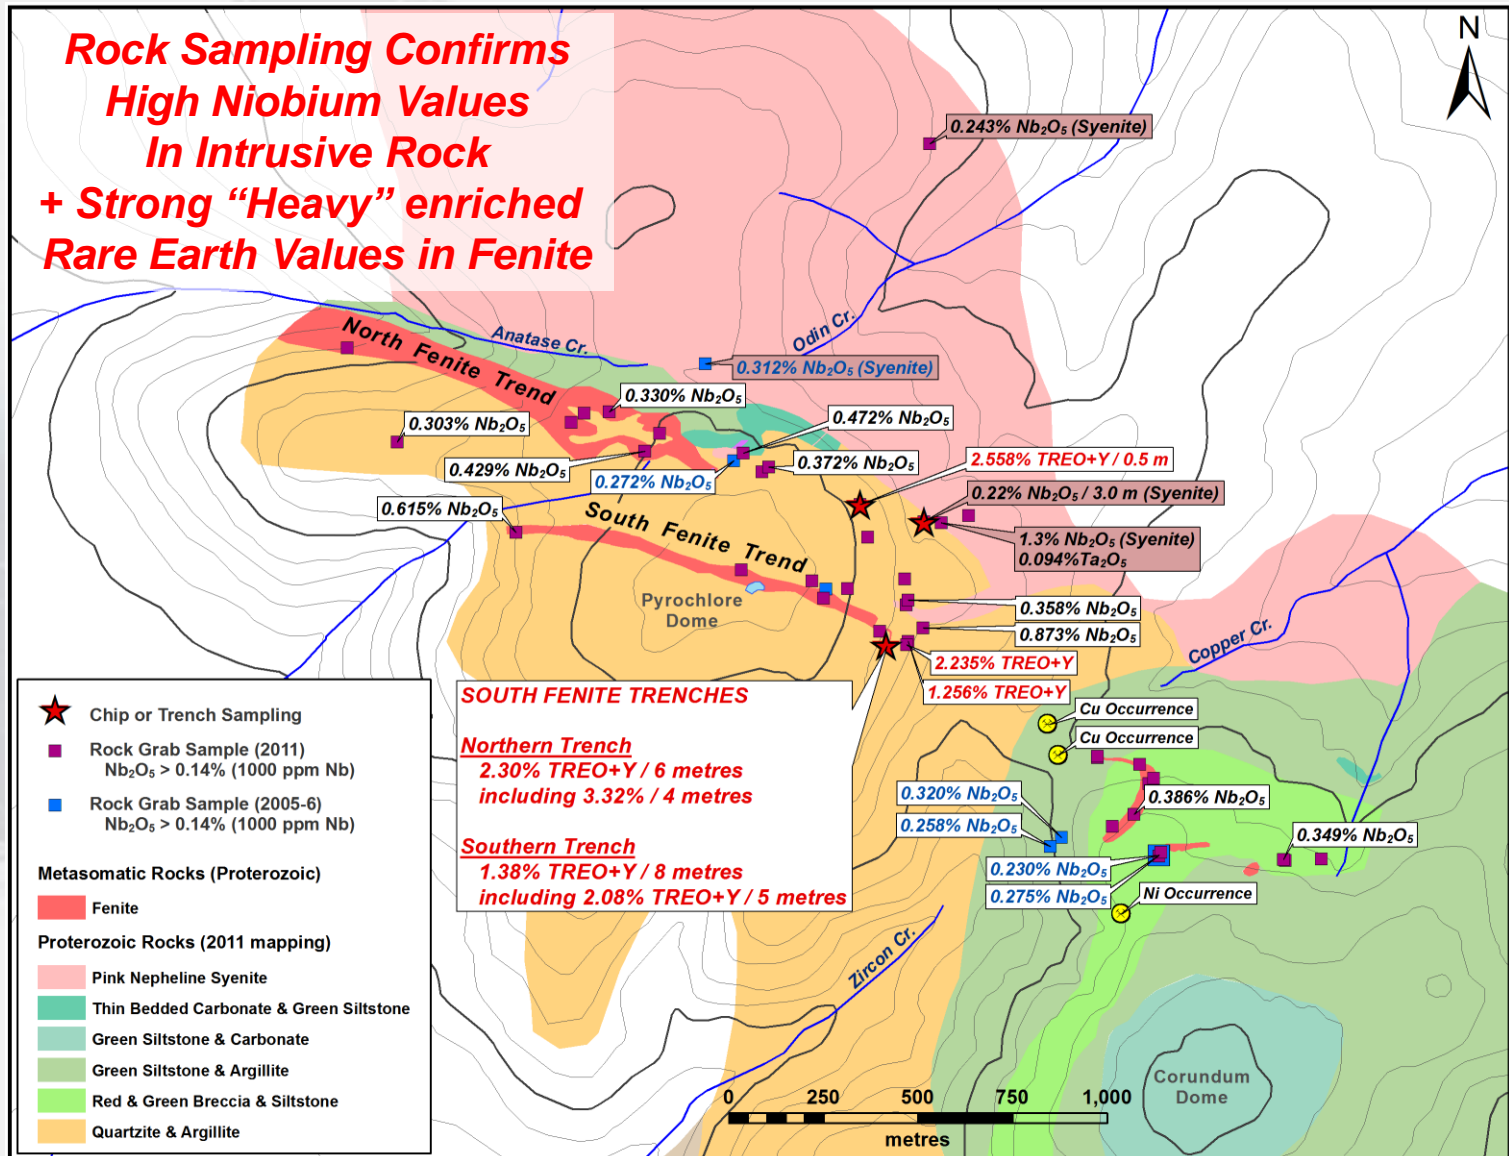 Rock Sampling Confirms
High Niobium Values
In Intrusive Rock
+ Strong “Heavy” enriched
Rare Earth Values in Fenite
N
0.243% Nb₂O₅ (Syenite)
Odin Cr.
Anatase Cr.
North Fenite Trend
0.312% Nb₂O₅ (Syenite)
0.330% Nb₂O₅
0.303% Nb₂O₅
0.472% Nb₂O₅
0.429% Nb₂O₅
0.372% Nb₂O₅
2.558% TREO+Y / 0.5 m
0.272% Nb₂O₅
0.22% Nb₂O₅ / 3.0 m (Syenite)
0.615% Nb₂O₅
South Fenite Trend
1.3% Nb₂O₅ (Syenite)
0.094%Ta₂O₅
Pyrochlore
Dome
0.358% Nb₂O₅
0.873% Nb₂O₅
Copper Cr.
2.235% TREO+Y
1.256% TREO+Y
SOUTH FENITE TRENCHES
Northern Trench
2.30% TREO+Y / 6 metres
including 3.32% / 4 metres
Southern Trench
1.38% TREO+Y / 8 metres
including 2.08% TREO+Y / 5 metres
Cu Occurrence
Cu Occurrence
0.320% Nb₂O₅
0.386% Nb₂O₅
0.258% Nb₂O₅
0.349% Nb₂O₅
0.230% Nb₂O₅
0.275% Nb₂O₅
Ni Occurrence
Zircon Cr.
Corundum
Dome
Chip or Trench Sampling
Rock Grab Sample (2011)
Nb₂O₅ > 0.14% (1000 ppm Nb)
Rock Grab Sample (2005-6)
Nb₂O₅ > 0.14% (1000 ppm Nb)
Metasomatic Rocks (Proterozoic)
Fenite
Proterozoic Rocks (2011 mapping)
Pink Nepheline Syenite
Thin Bedded Carbonate & Green Siltstone
Green Siltstone & Carbonate
Green Siltstone & Argillite
Red & Green Breccia & Siltstone
Quartzite & Argillite
0 250 500 750 1,000
metres